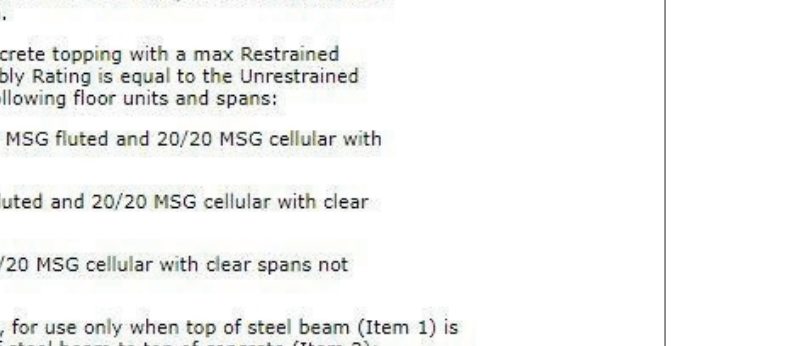 .
crete topping with a max Restrained
bly Rating is equal to the Unrestrained
ollowing floor units and spans:
MSG fluted and 20/20 MSG cellular with
luted and 20/20 MSG cellular with clear
/20 MSG cellular with clear spans not
, for use only when top of steel beam (Item 1) is
f steel beam to top of concrete (Item 2):